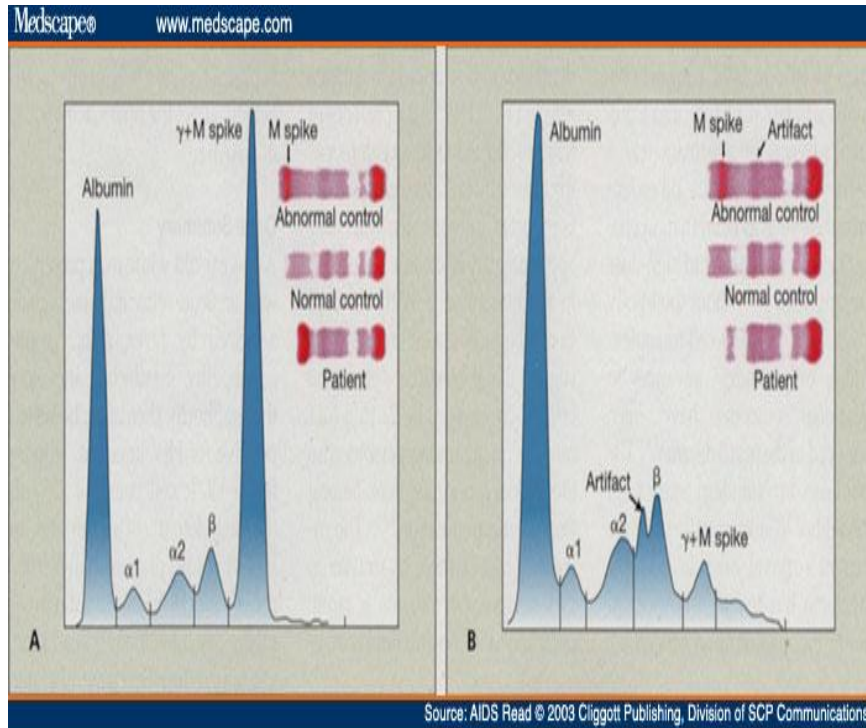 Medscape® www.medscape.com
Albumin
α1
α2
β
γ+M spike
M spike
Abnormal control
Normal control
Patient
A
Albumin
α1
α2
Artifact
β
γ+M spike
M spike
Artifact
Abnormal control
Normal control
Patient
B
Source: AIDS Read © 2003 Cliggott Publishing, Division of SCP Communications